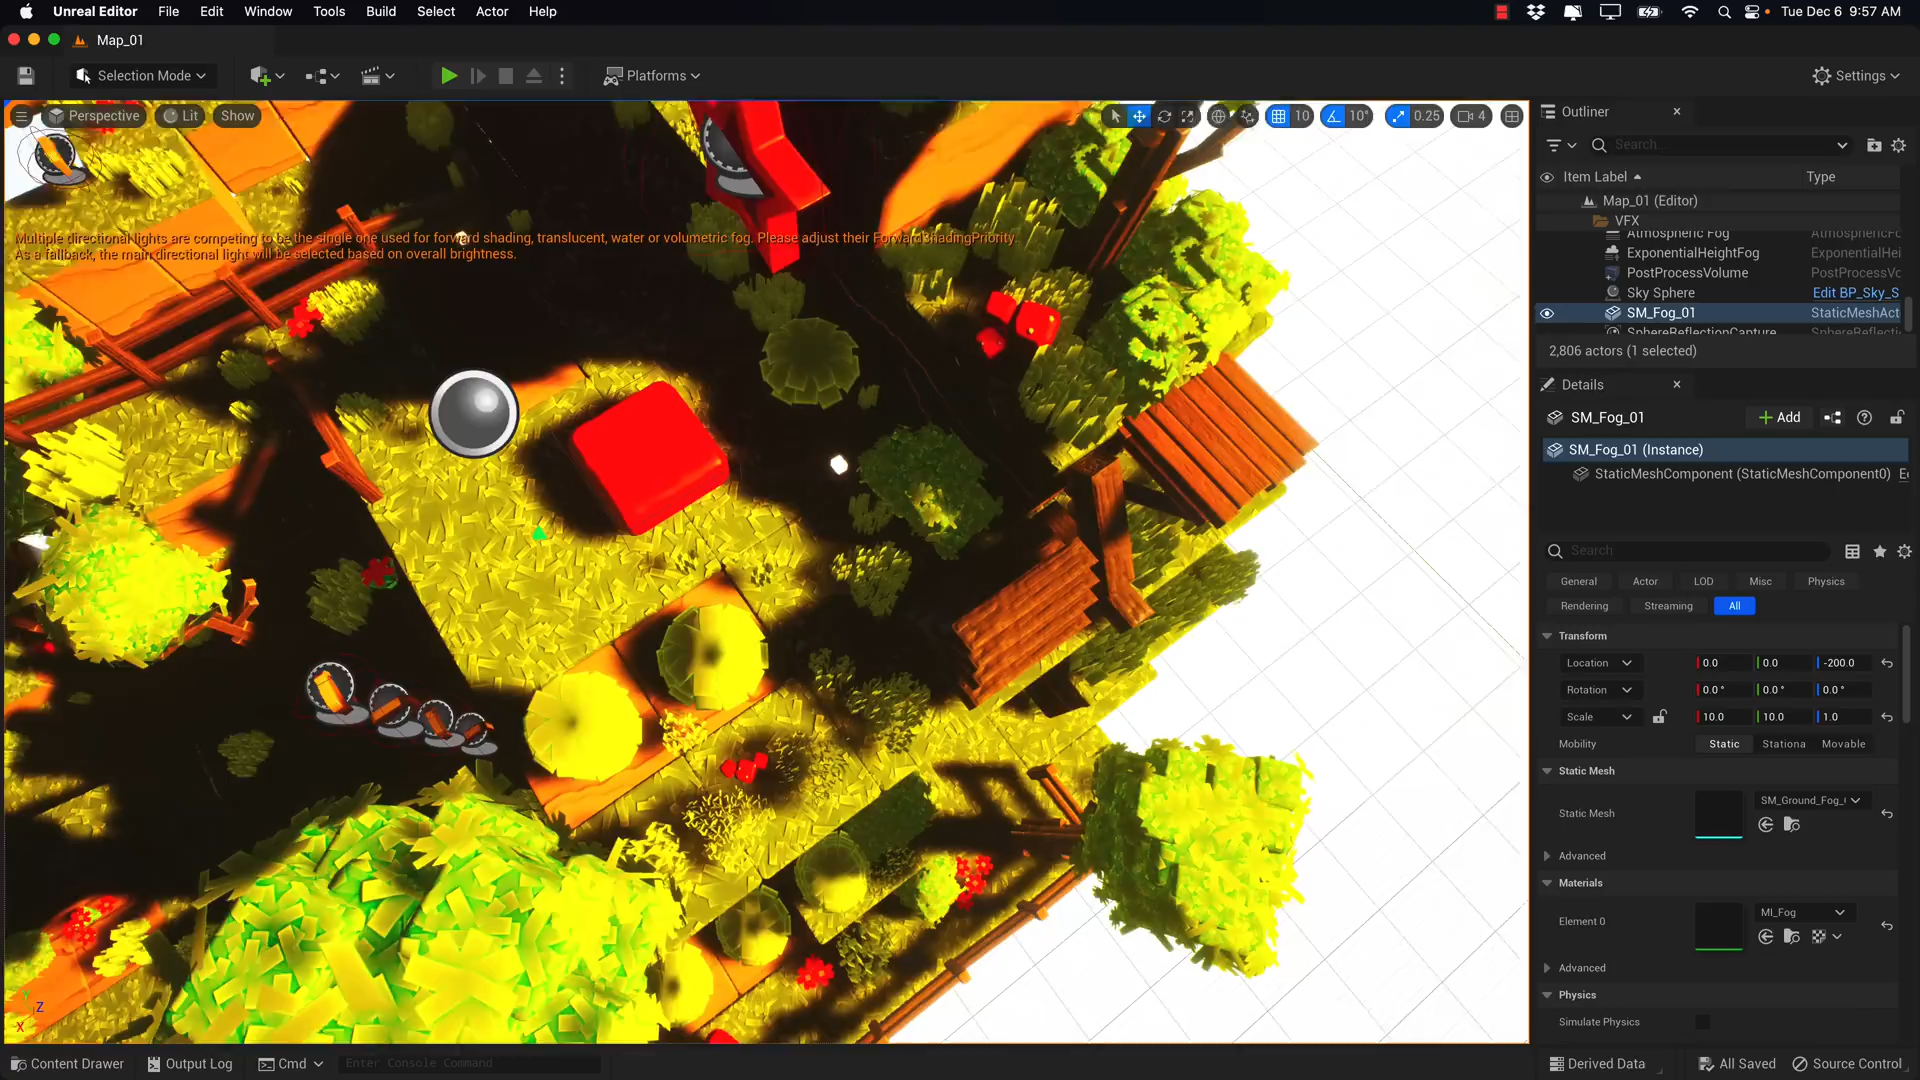 Unreal Editor File Edit Window Tools Build Select Actor Help Tue Dec 6 9:57 AM
Map_01
Selection Mode Platforms Settings
Perspective Lit Show 10 10° 0.25 4
Multiple directional lights are competing to be the single one used for forward shading, translucent, water or volumetric fog. Please adjust their ForwardShadingPriority.
As a fallback, the main directional light will be selected based on overall brightness.
Z
X
Outliner
Search...
Item Label Type
Map_01 (Editor)
VFX
Atmospheric Fog AtmosphericFo
ExponentialHeightFog ExponentialHei
PostProcessVolume PostProcessVo
Sky Sphere Edit BP_Sky_S
SM_Fog_01 StaticMeshAct
SphereReflectionCapture SphereReflecti
2,806 actors (1 selected)
Details
SM_Fog_01 Add
SM_Fog_01 (Instance)
StaticMeshComponent (StaticMeshComponent0)
Search
General Actor LOD Misc Physics
Rendering Streaming All
Transform
Location 0.0 0.0 -200.0
Rotation 0.0 ° 0.0 ° 0.0 °
Scale 10.0 10.0 1.0
Mobility Static Stationa Movable
Static Mesh
Static Mesh SM_Ground_Fog_
Advanced
Materials
Element 0 MI_Fog
Advanced
Physics
Simulate Physics
Content Drawer Output Log Cmd Enter Console Command Derived Data All Saved Source Control